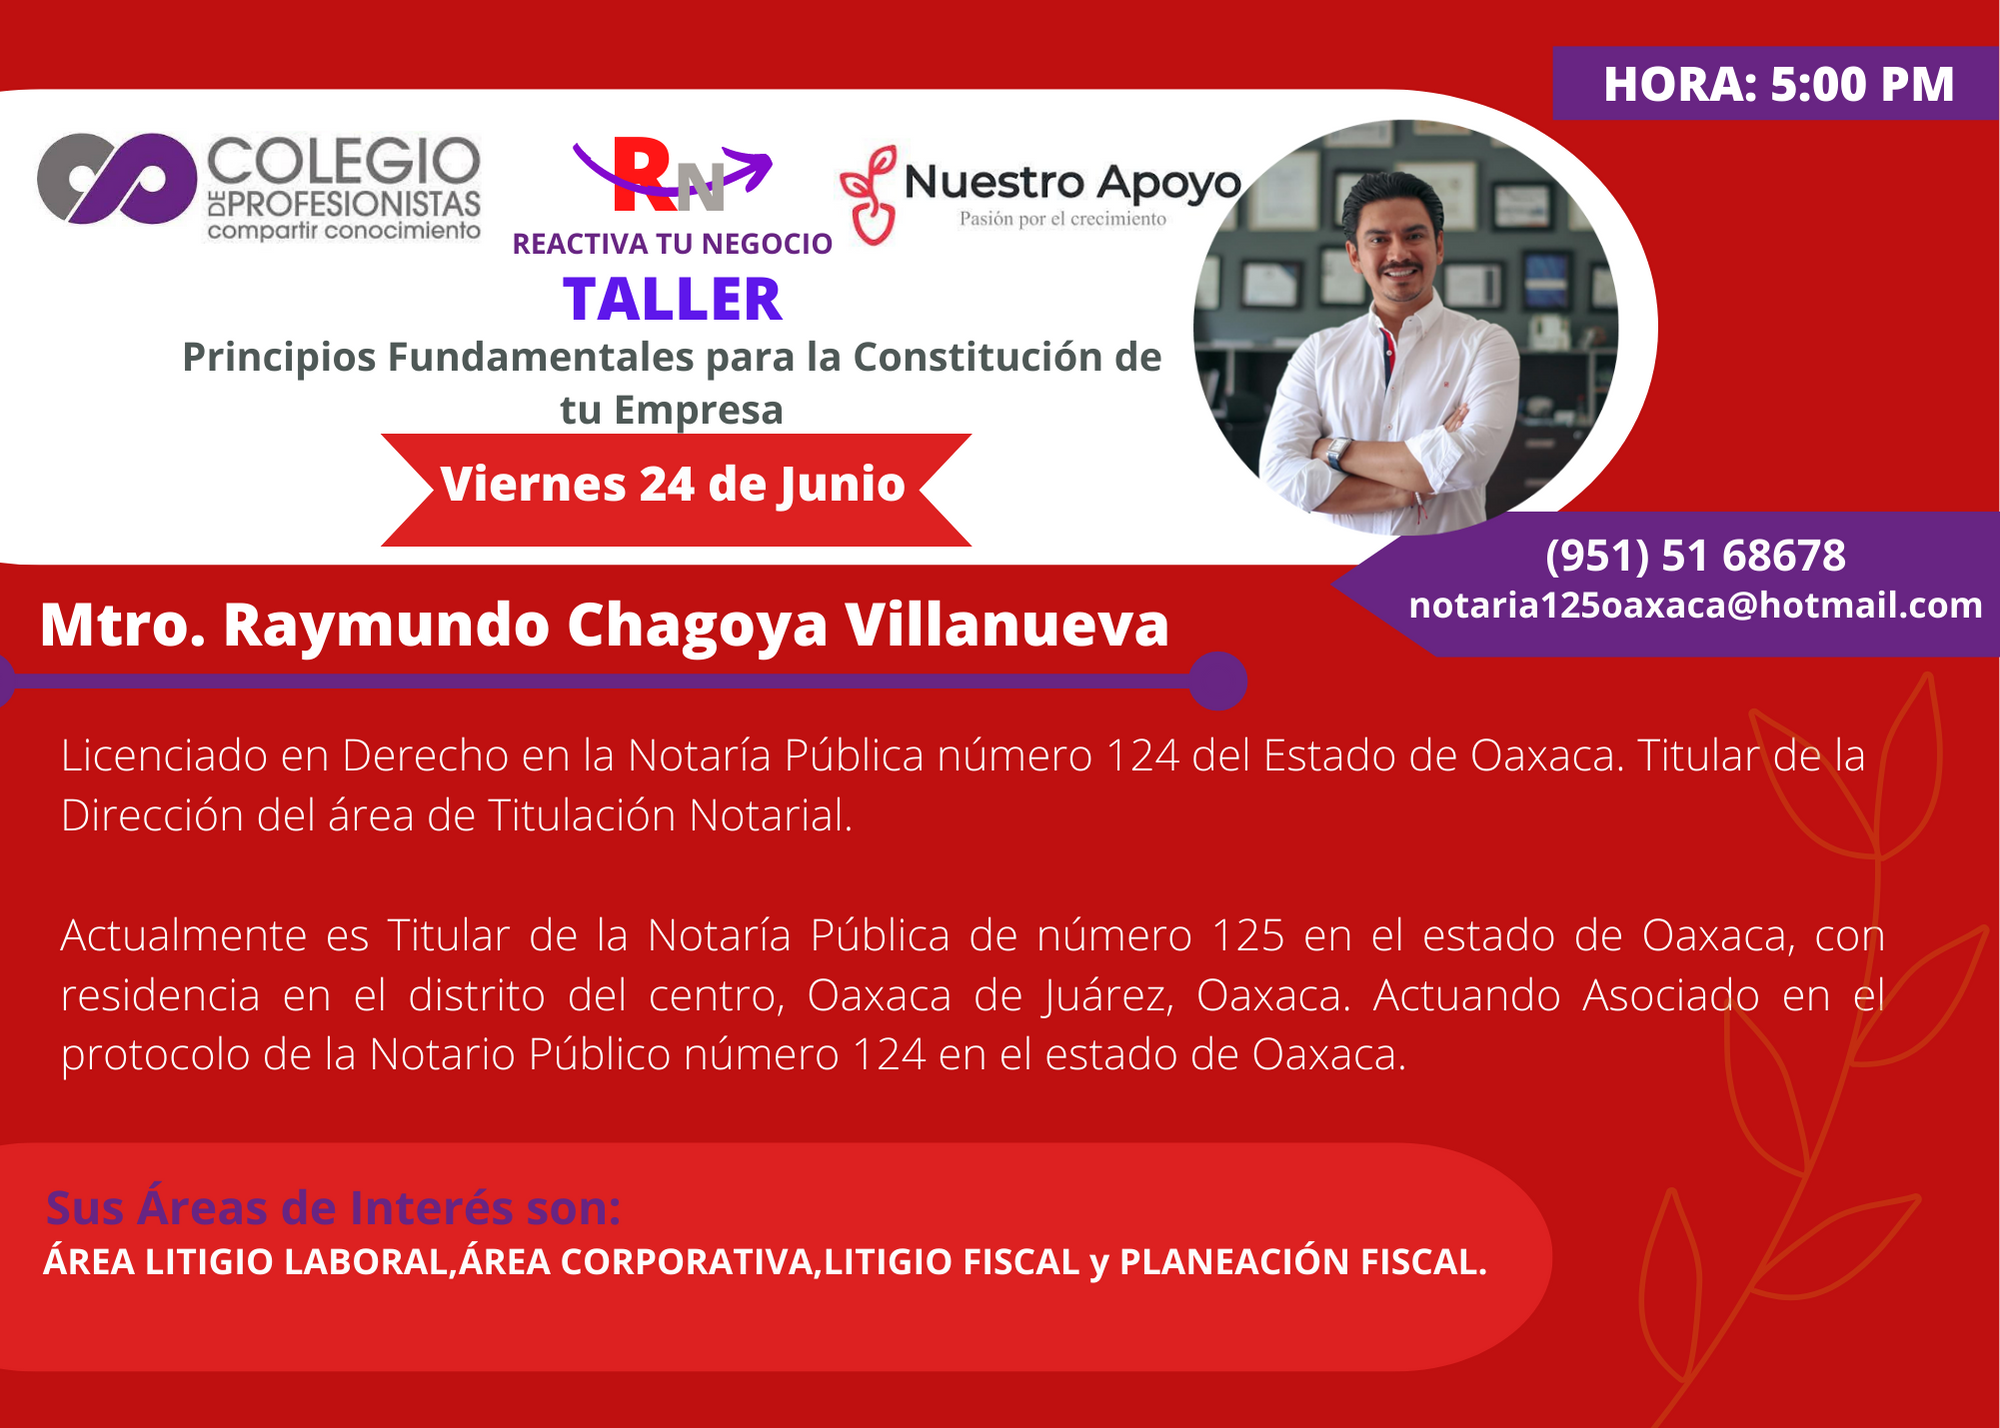 HORA: 5:00 PM
COLEGIO
DE PROFESIONISTAS
compartir conocimiento
RN
REACTIVA TU NEGOCIO
Nuestro Apoyo
Pasión por el crecimiento
TALLER
Principios Fundamentales para la Constitución de
tu Empresa
Viernes 24 de Junio
(951) 51 68678
notaria125oaxaca@hotmail.com
Mtro. Raymundo Chagoya Villanueva
Licenciado en Derecho en la Notaría Pública número 124 del Estado de Oaxaca. Titular de la
Dirección del área de Titulación Notarial.
Actualmente es Titular de la Notaría Pública de número 125 en el estado de Oaxaca, con
residencia en el distrito del centro, Oaxaca de Juárez, Oaxaca. Actuando Asociado en el
protocolo de la Notario Público número 124 en el estado de Oaxaca.
Sus Áreas de Interés son:
ÁREA LITIGIO LABORAL,ÁREA CORPORATIVA,LITIGIO FISCAL y PLANEACIÓN FISCAL.